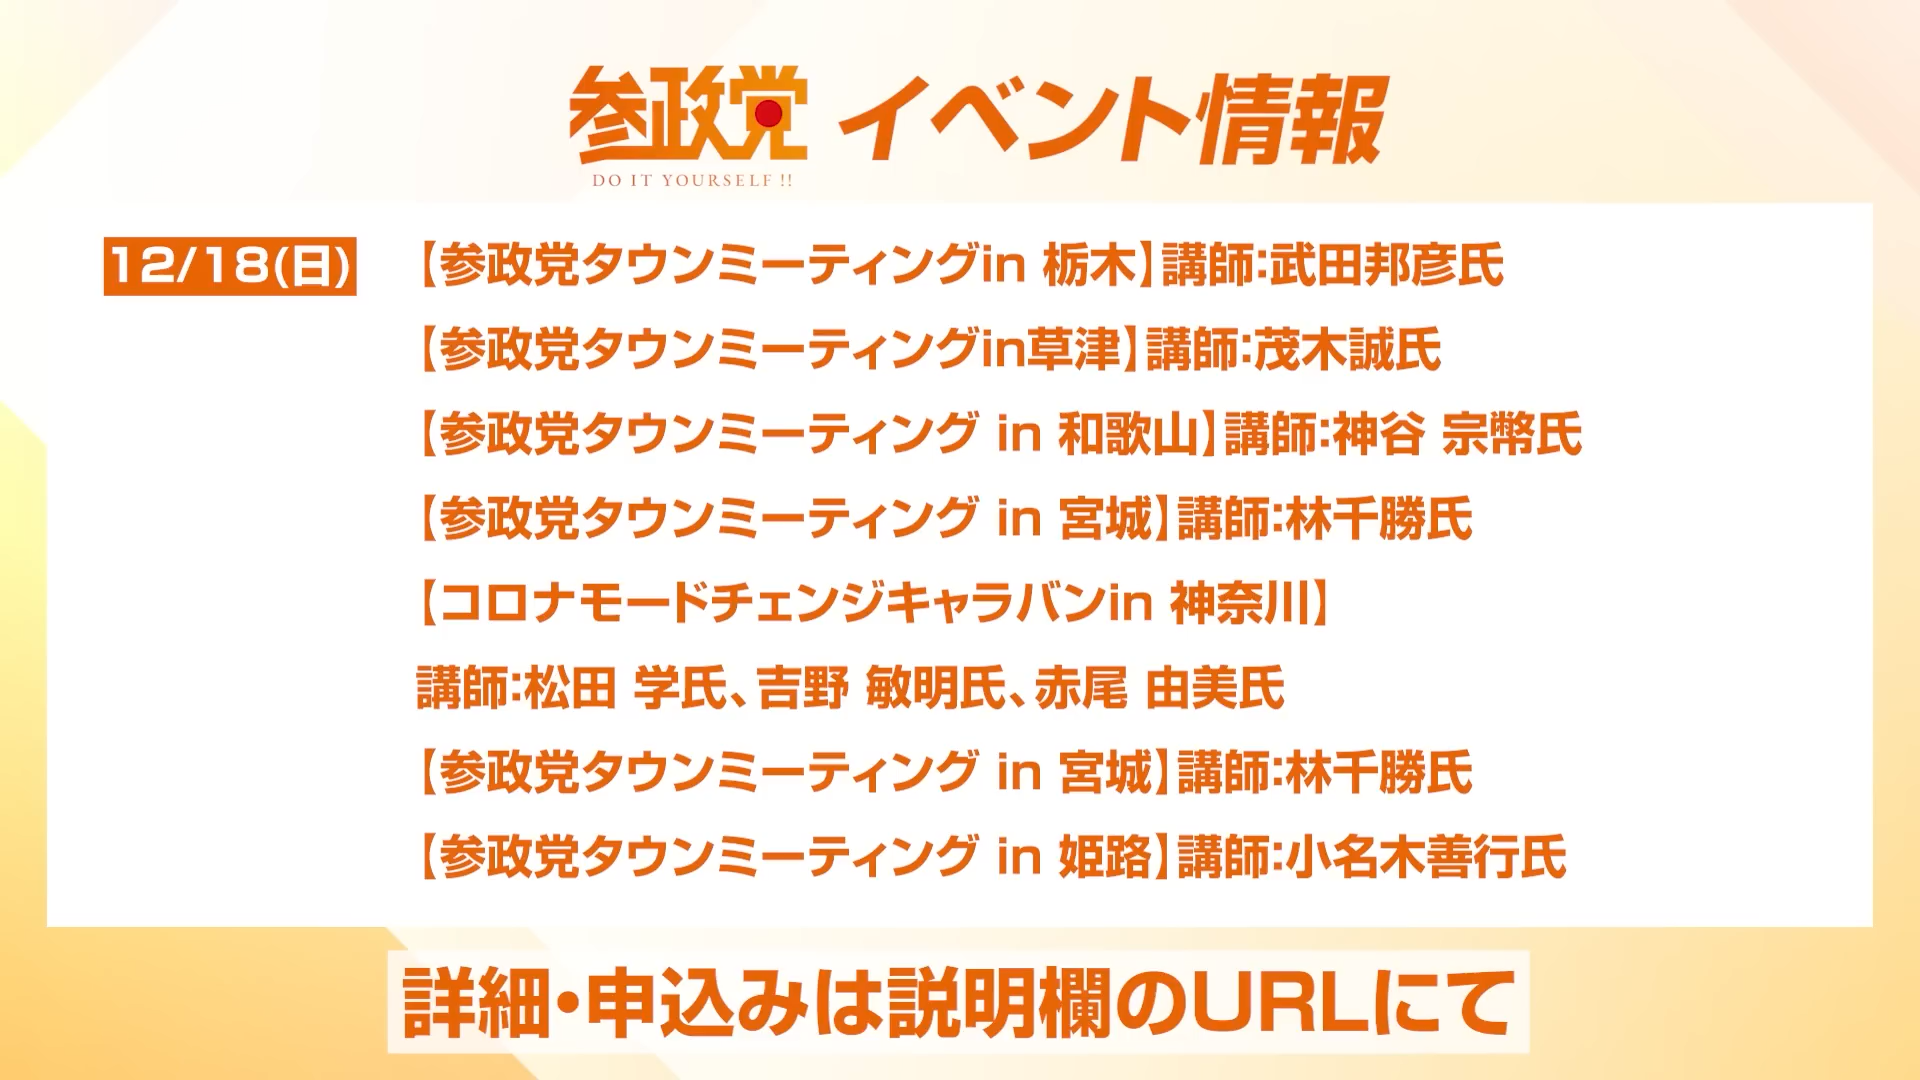 参政党 イベント情報
DO IT YOURSELF !!
12/18(日) 【参政党タウンミーティングin 栃木】講師:武田邦彦氏
【参政党タウンミーティングin草津】講師:茂木誠氏
【参政党タウンミーティング in 和歌山】講師:神谷 宗幣氏
【参政党タウンミーティング in 宮城】講師:林千勝氏
【コロナモードチェンジキャラバンin 神奈川】
講師:松田 学氏、吉野 敏明氏、赤尾 由美氏
【参政党タウンミーティング in 宮城】講師:林千勝氏
【参政党タウンミーティング in 姫路】講師:小名木善行氏
詳細・申込みは説明欄のURLにて